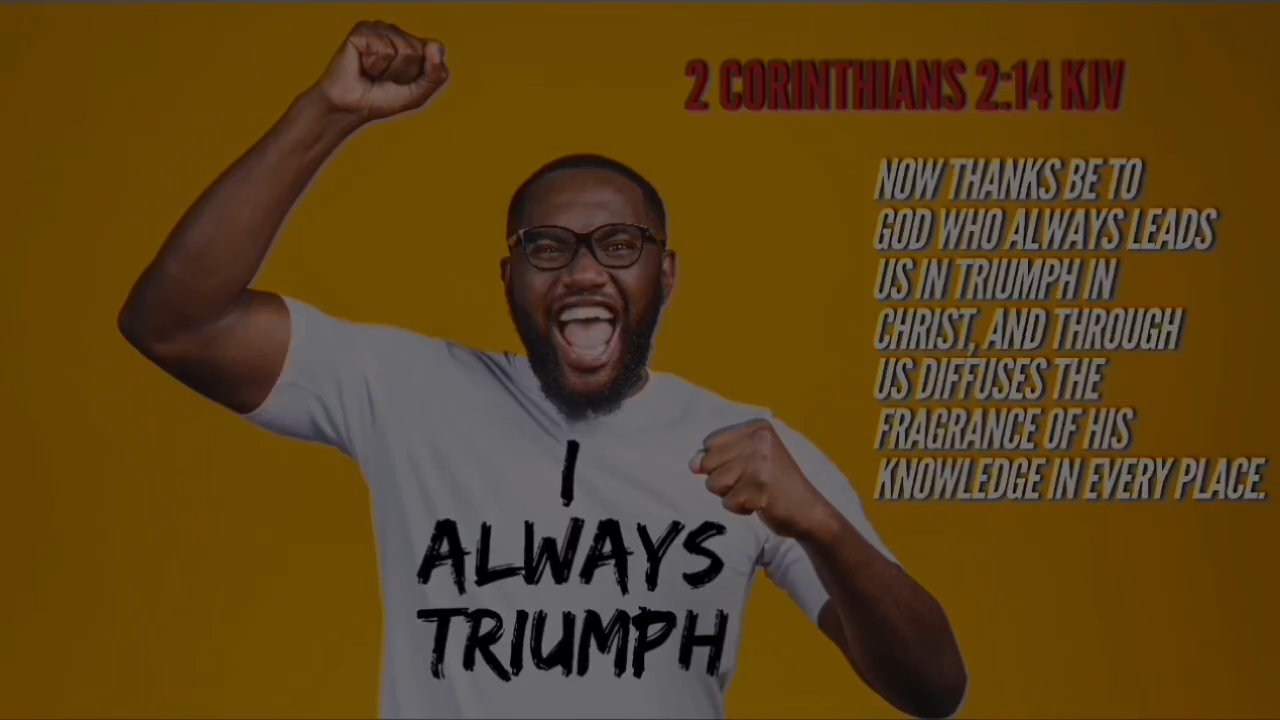 2 CORINTHIANS 2:14 KJV
NOW THANKS BE TO
GOD WHO ALWAYS LEADS
US IN TRIUMPH IN
CHRIST, AND THROUGH
US DIFFUSES THE
FRAGRANCE OF HIS
KNOWLEDGE IN EVERY PLACE.
I
ALWAYS
TRIUMPH